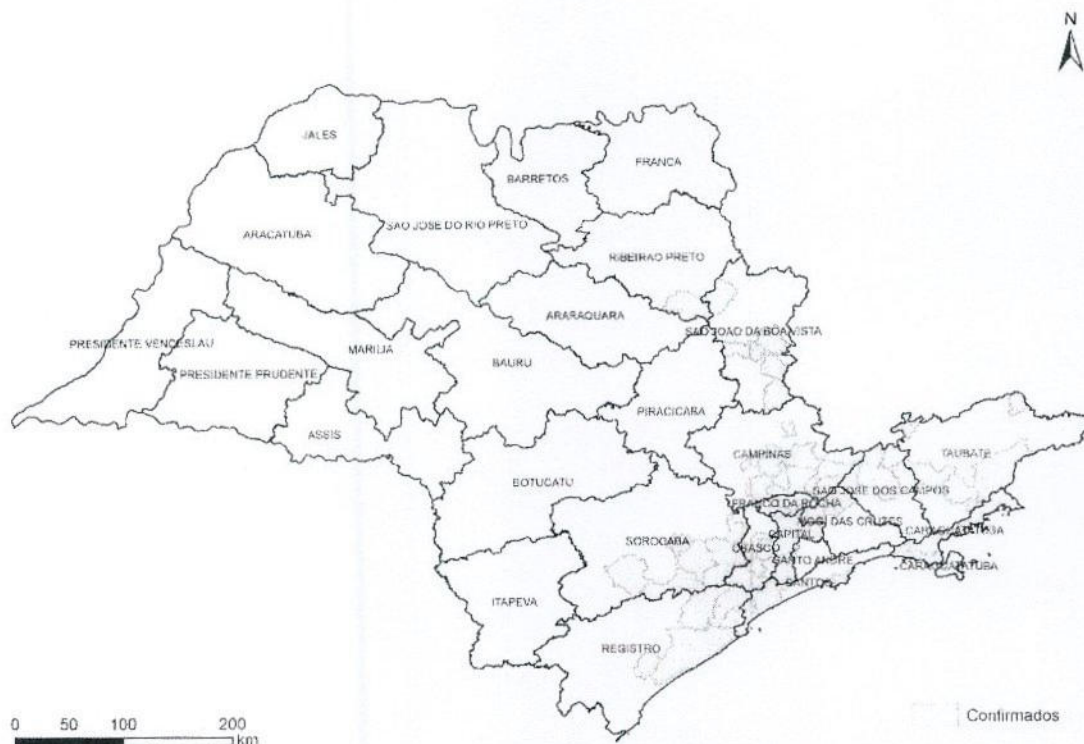 N
JALES
FRANCA
BARRETOS
SAO JOSE DO RIO PRETO
ARACATUBA
RIBEIRAO PRETO
ARARAQUARA
SAO JOAO DA BOA VISTA
PRESIDENTE VENCESLAU
MARILIA
BAURU
PRESIDENTE PRUDENTE
PIRACICABA
ASSIS
CAMPINAS
TAUBATE
BOTUCATU
SAO JOSE DOS CAMPOS
FRANCO DA ROCHA
MOGI DAS CRUZES
CAPITAL
CARAGUATATUBA
SOROCABA
OSASCO
SANTO ANDRE
CARAGUATATUBA
SANTOS
ITAPEVA
REGISTRO
0 50 100 200
km
Confirmados